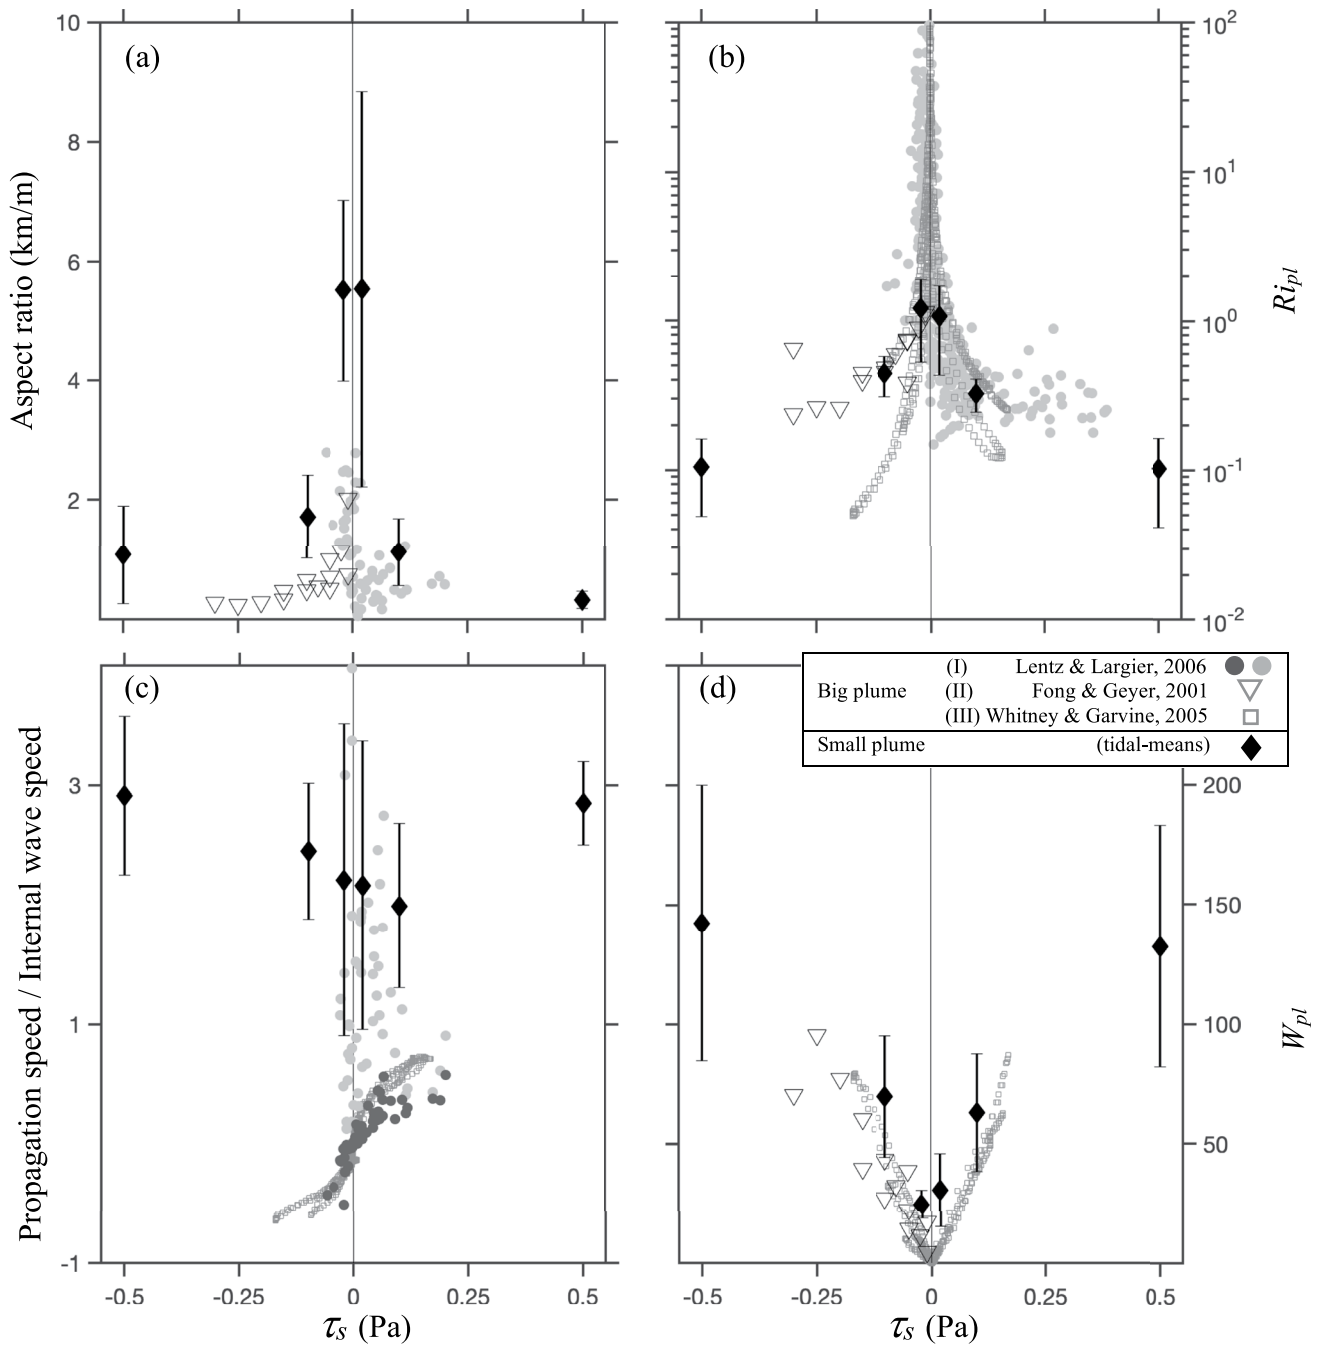 10
8
6
4
2
Aspect ratio (km/m)
(a)
(b)
10²
10¹
10⁰
10⁻¹
10⁻²
Ri_pl
(I) Lentz & Largier, 2006
Big plume (II) Fong & Geyer, 2001
(III) Whitney & Garvine, 2005
Small plume (tidal-means)
(c)
3
1
-1
Propagation speed / Internal wave speed
-0.5 -0.25 0 0.25 0.5
τ_s (Pa)
(d)
200
150
100
50
W_pl
-0.5 -0.25 0 0.25 0.5
τ_s (Pa)